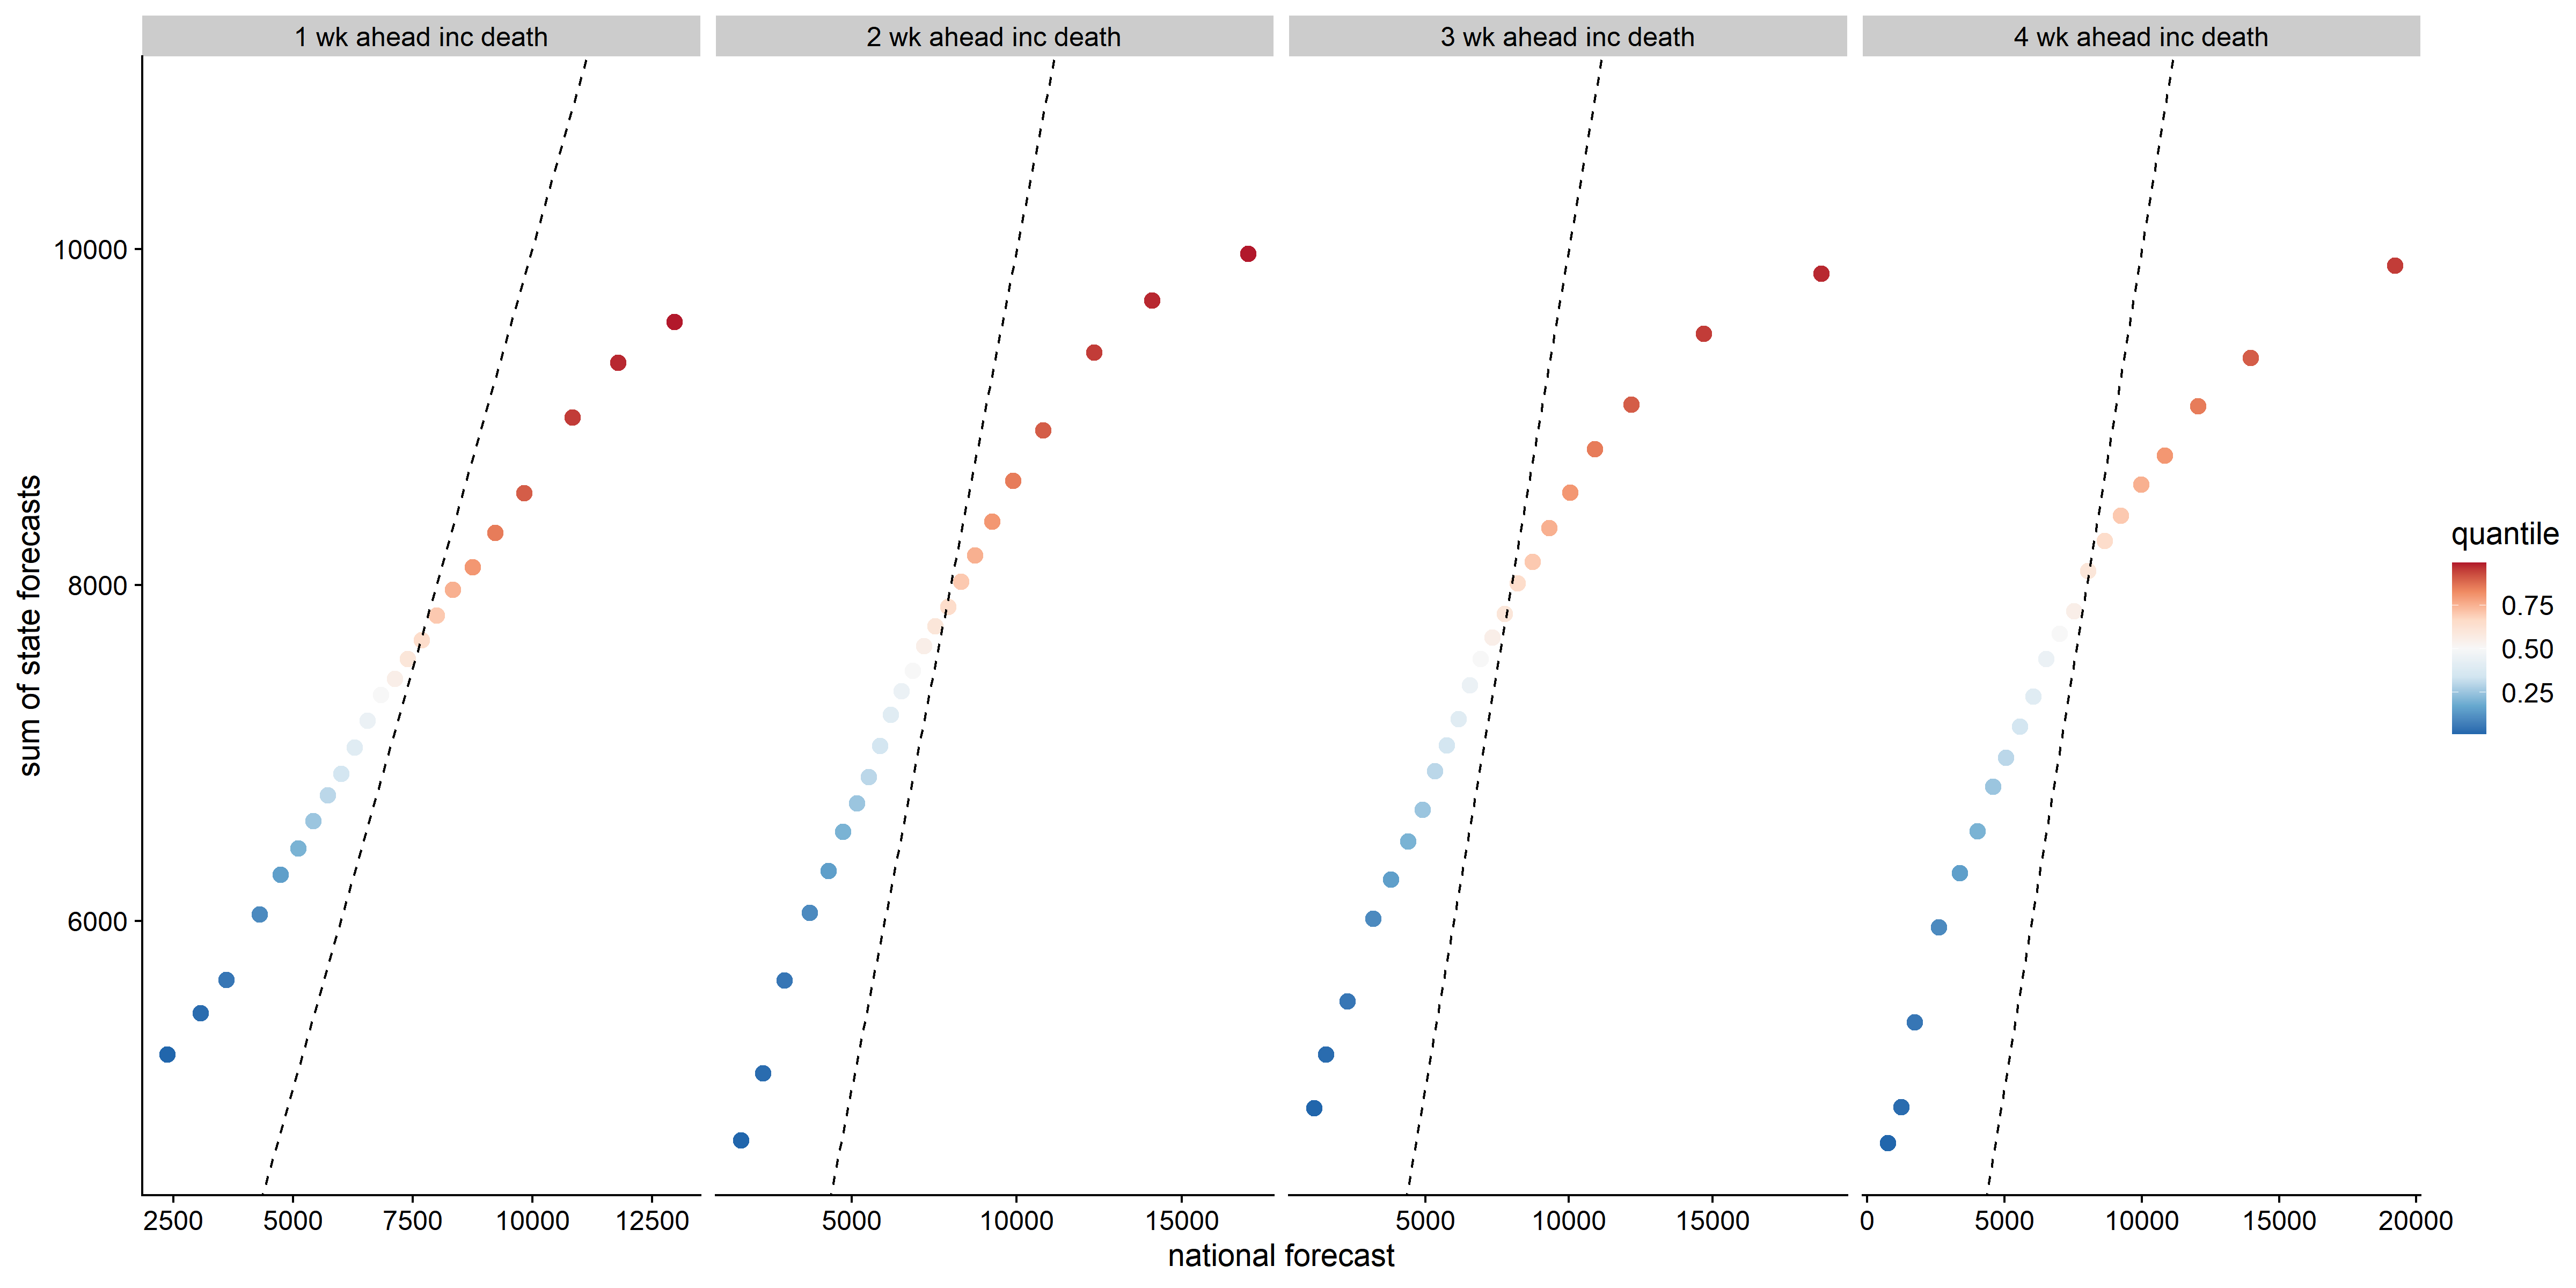 1 wk ahead inc death
2 wk ahead inc death
3 wk ahead inc death
4 wk ahead inc death
sum of state forecasts
10000
8000
6000
2500 5000 7500 10000 12500
5000 10000 15000
5000 10000 15000
0 5000 10000 15000 20000
national forecast
quantile
0.75
0.50
0.25